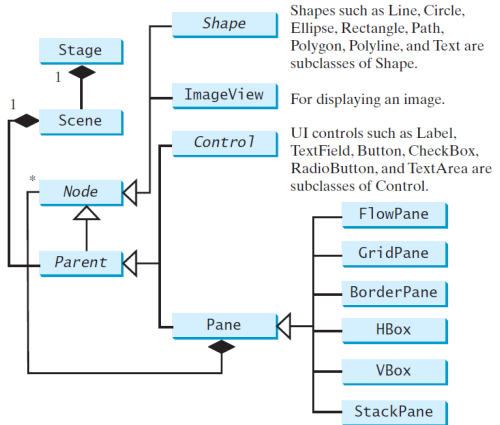 Shape
Shapes such as Line, Circle,
Ellipse, Rectangle, Path,
Polygon, Polyline, and Text are
subclasses of Shape.
Stage
1
ImageView
For displaying an image.
1
Scene
Control
UI controls such as Label,
TextField, Button, CheckBox,
RadioButton, and TextArea are
subclasses of Control.
*
Node
FlowPane
GridPane
Parent
BorderPane
Pane
HBox
VBox
StackPane